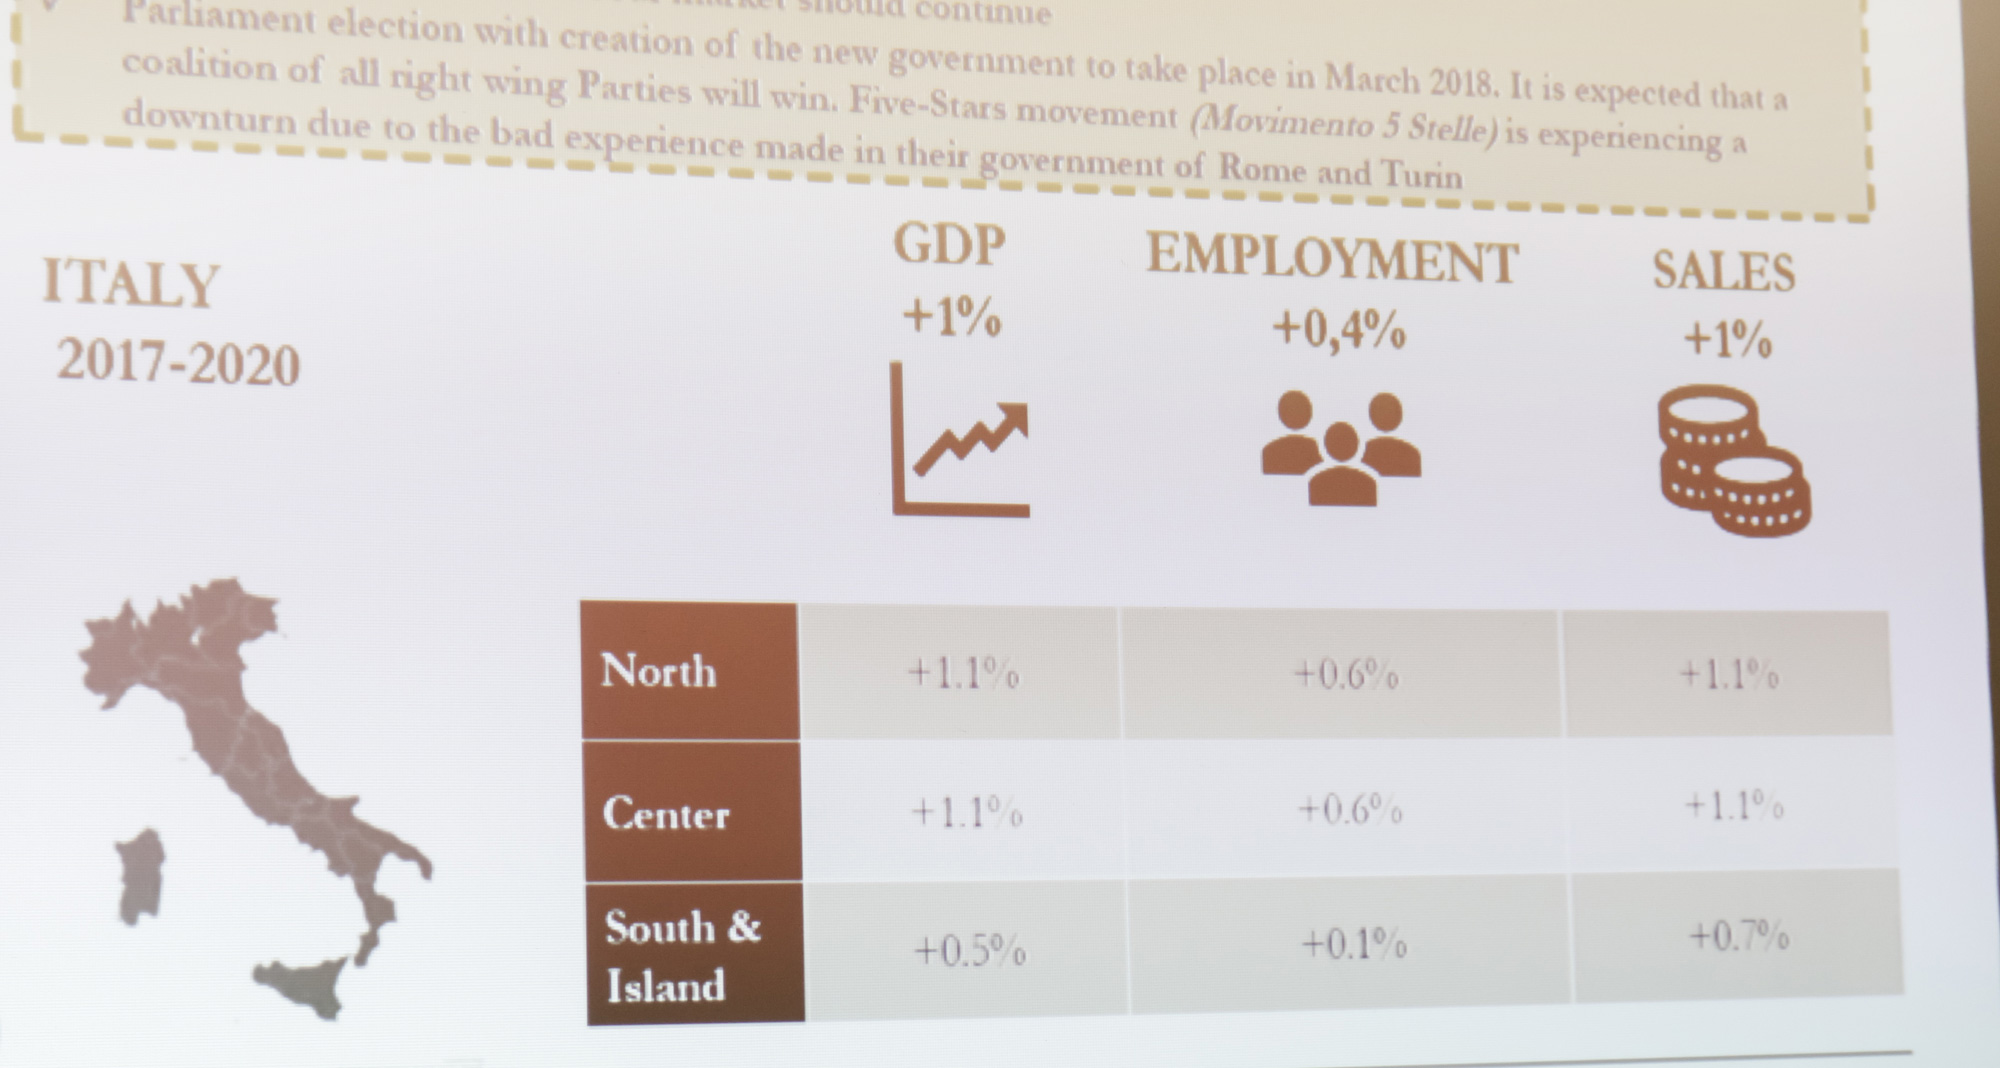 should continue
Parliament election with creation of the new government to take place in March 2018. It is expected that a
coalition of all right wing Parties will win. Five-Stars movement (Movimento 5 Stelle) is experiencing a
downturn due to the bad experience made in their government of Rome and Turin
ITALY
2017-2020
GDP
+1%
EMPLOYMENT
+0,4%
SALES
+1%
North +1.1% +0.6% +1.1%
Center +1.1% +0.6% +1.1%
South &
Island +0.5% +0.1% +0.7%